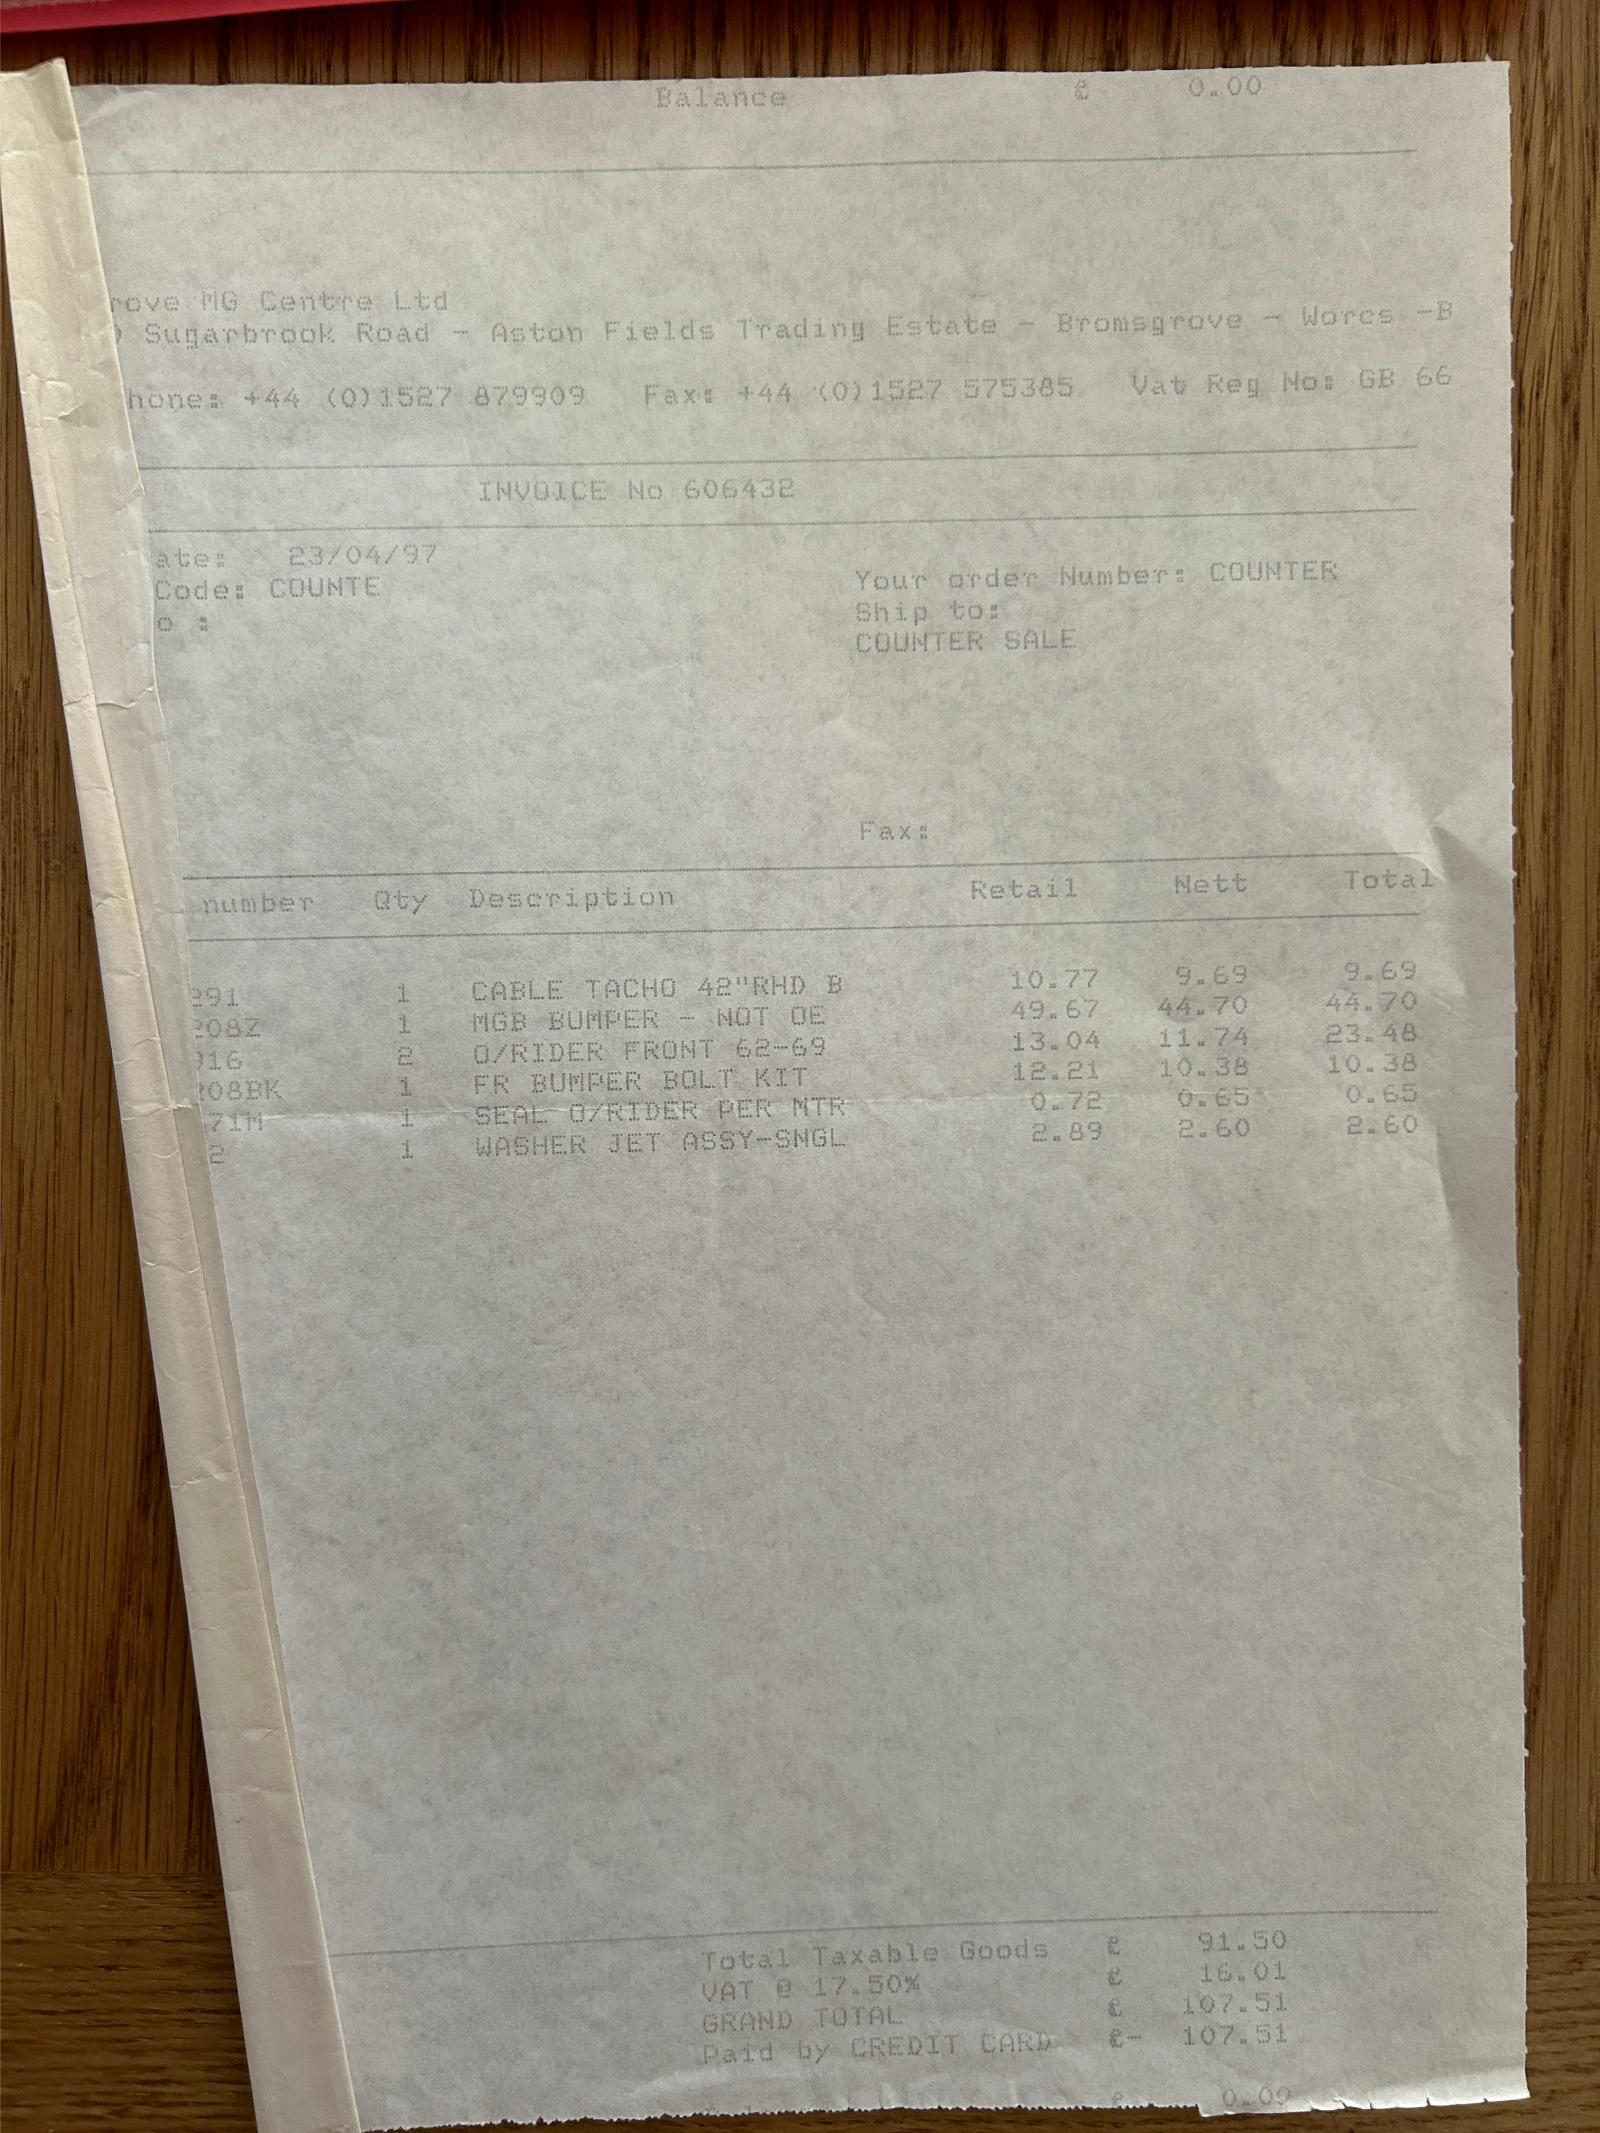 Balance £ 0.00
rove MG Centre Ltd
Sugarbrook Road - Aston Fields Trading Estate - Bromsgrove - Worcs -B
hone: +44 (0)1527 879909 Fax: +44 (0)1527 575385 Vat Reg No: GB 66
INVOICE No 606432
ate: 23/04/97
Code: COUNTE
o :
Your order Number: COUNTER
Ship to:
COUNTER SALE
Fax:
number Qty Description Retail Nett Total
291 1 CABLE TACHO 42"RHD B 10.77 9.69 9.69
208Z 1 MGB BUMPER - NOT OE 49.67 44.70 44.70
916 2 O/RIDER FRONT 62-69 13.04 11.74 23.48
208BK 1 FR BUMPER BOLT KIT 12.21 10.38 10.38
71M 1 SEAL O/RIDER PER MTR 0.72 0.65 0.65
2 1 WASHER JET ASSY-SNGL 2.89 2.60 2.60
Total Taxable Goods £ 91.50
VAT @ 17.50% £ 16.01
GRAND TOTAL £ 107.51
Paid by CREDIT CARD £- 107.51
£ 0.00